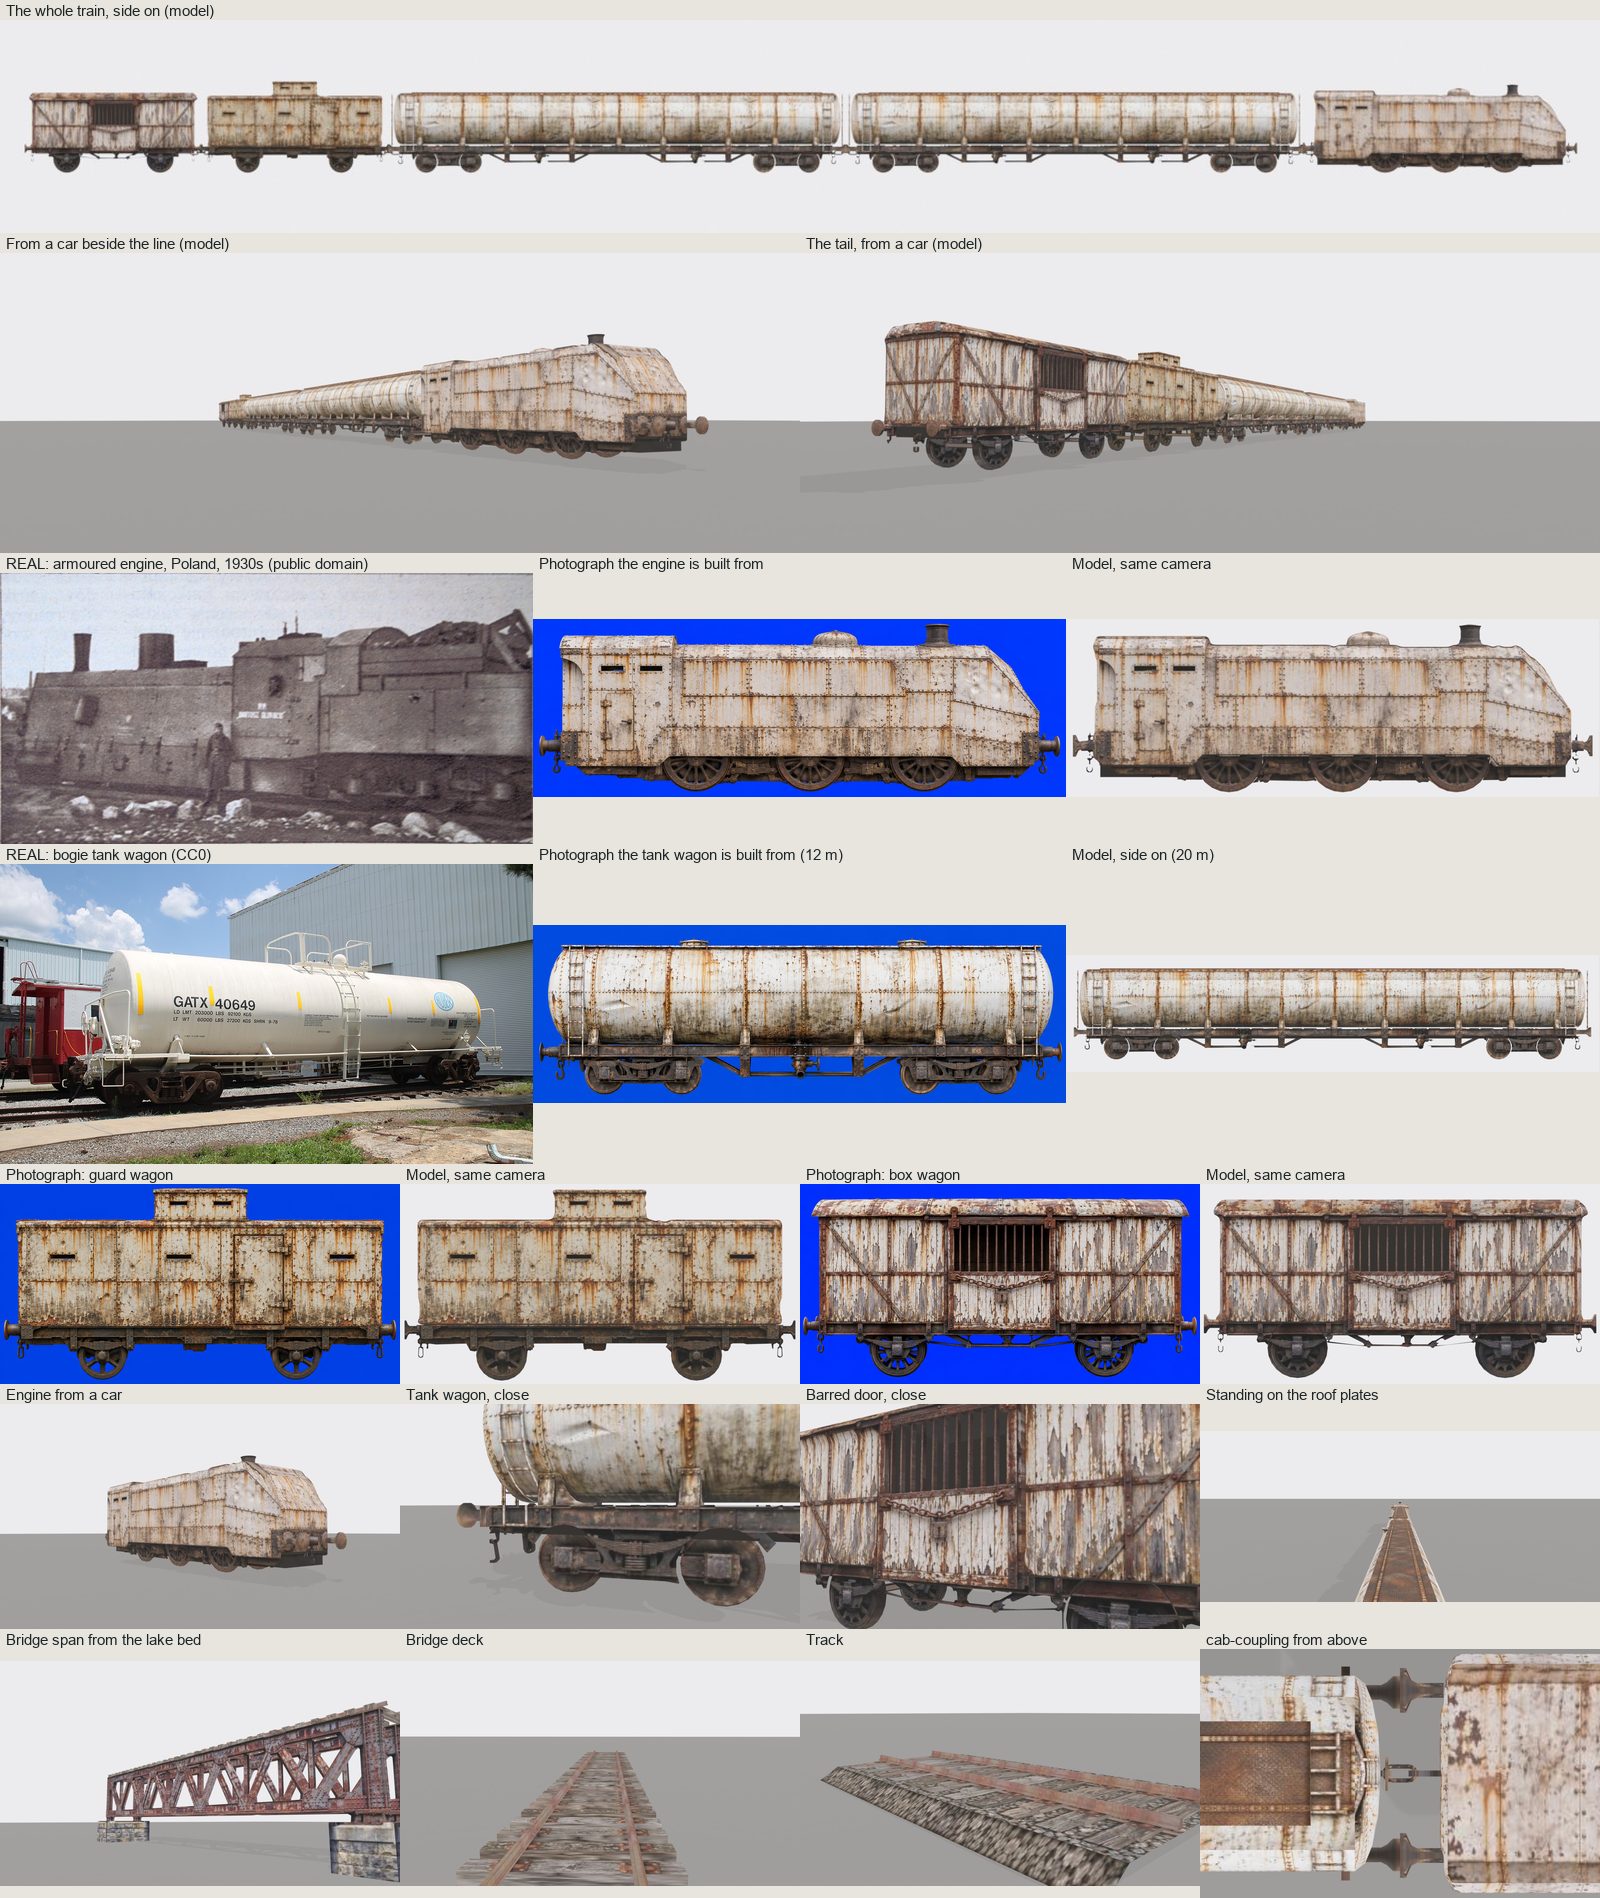 The whole train, side on (model)
From a car beside the line (model)
The tail, from a car (model)
REAL: armoured engine, Poland, 1930s (public domain)
Photograph the engine is built from
Model, same camera
REAL: bogie tank wagon (CC0)
Photograph the tank wagon is built from (12 m)
Model, side on (20 m)
GATX 40649
Photograph: guard wagon
Model, same camera
Photograph: box wagon
Model, same camera
Engine from a car
Tank wagon, close
Barred door, close
Standing on the roof plates
Bridge span from the lake bed
Bridge deck
Track
cab-coupling from above